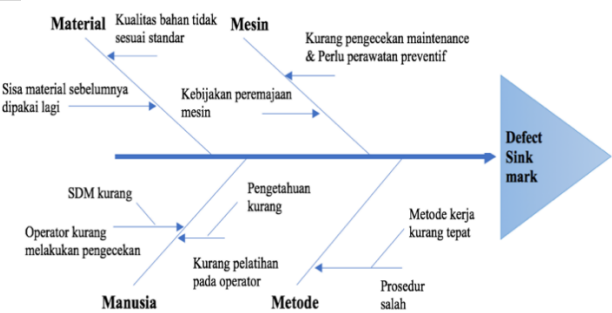 Material
Kualitas bahan tidak
sesuai standar
Mesin
Kurang pengecekan maintenance
& Perlu perawatan preventif
Sisa material sebelumnya
dipakai lagi
Kebijakan peremajaan
mesin
Defect
Sink
mark
SDM kurang
Pengetahuan
kurang
Operator kurang
melakukan pengecekan
Metode kerja
kurang tepat
Kurang pelatihan
pada operator
Prosedur
salah
Manusia
Metode